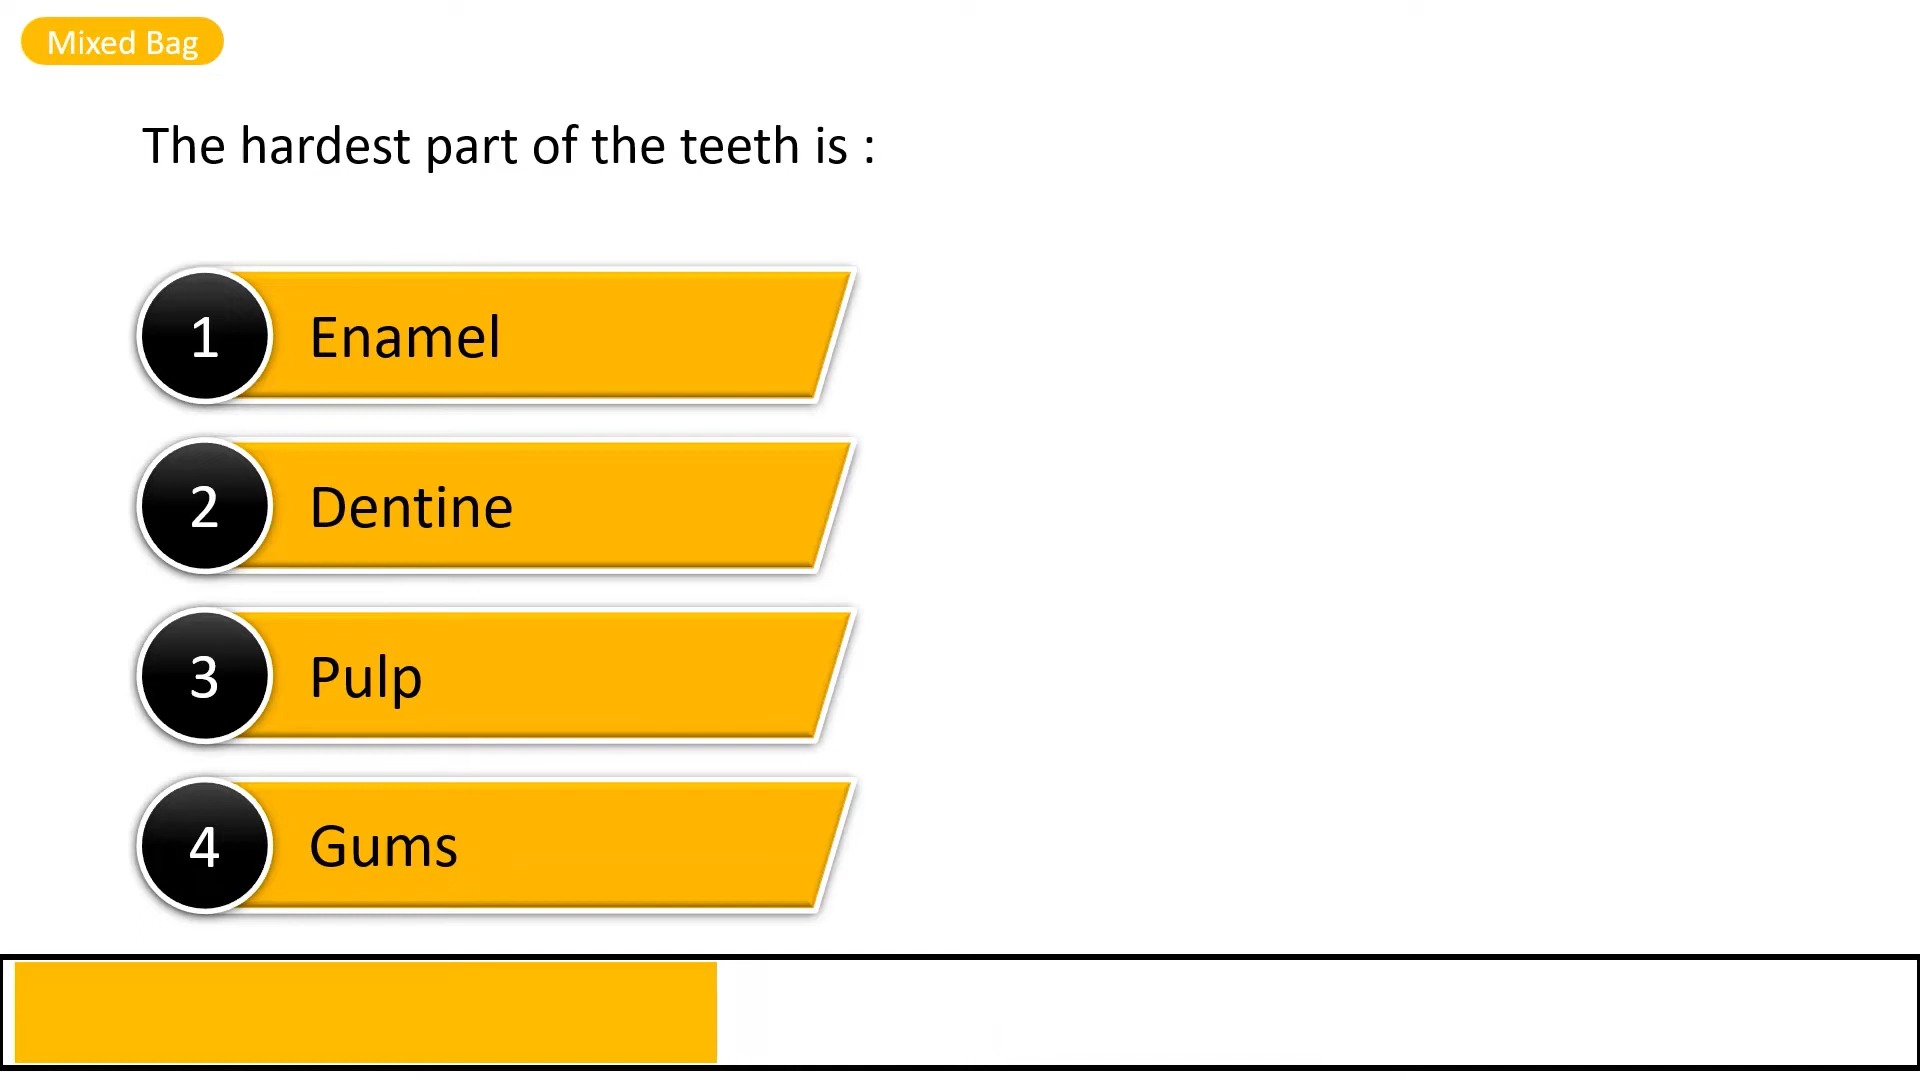 Mixed Bag
The hardest part of the teeth is :
1 Enamel
2 Dentine
3 Pulp
4 Gums